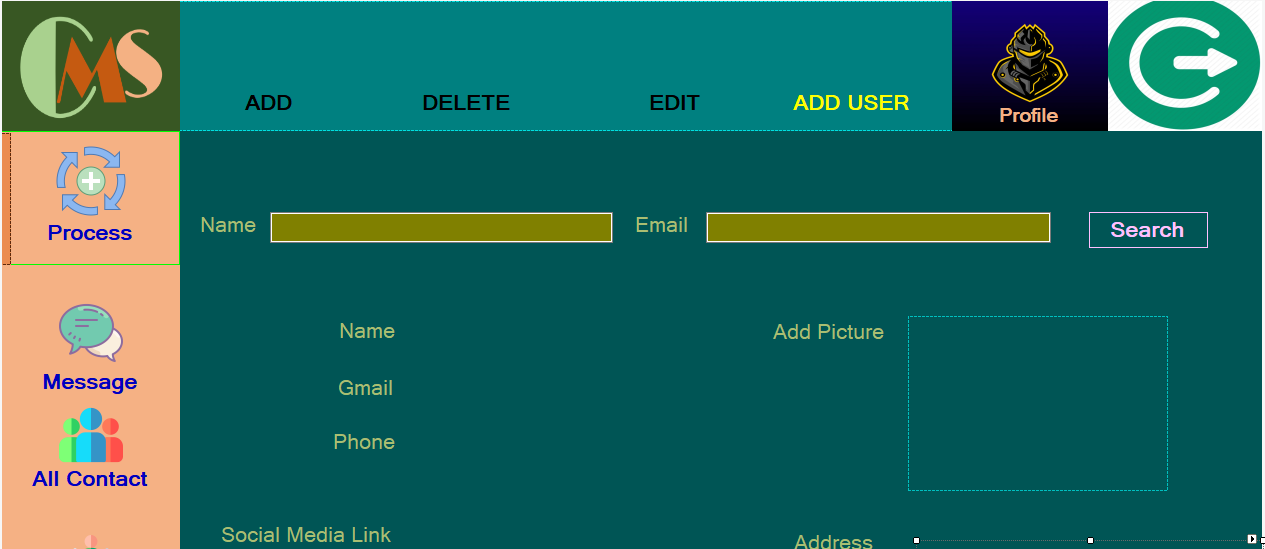 CMS
ADD DELETE EDIT ADD USER
Profile
Process
Name Email Search
Name Add Picture
Message
Gmail
Phone
All Contact
Social Media Link Address